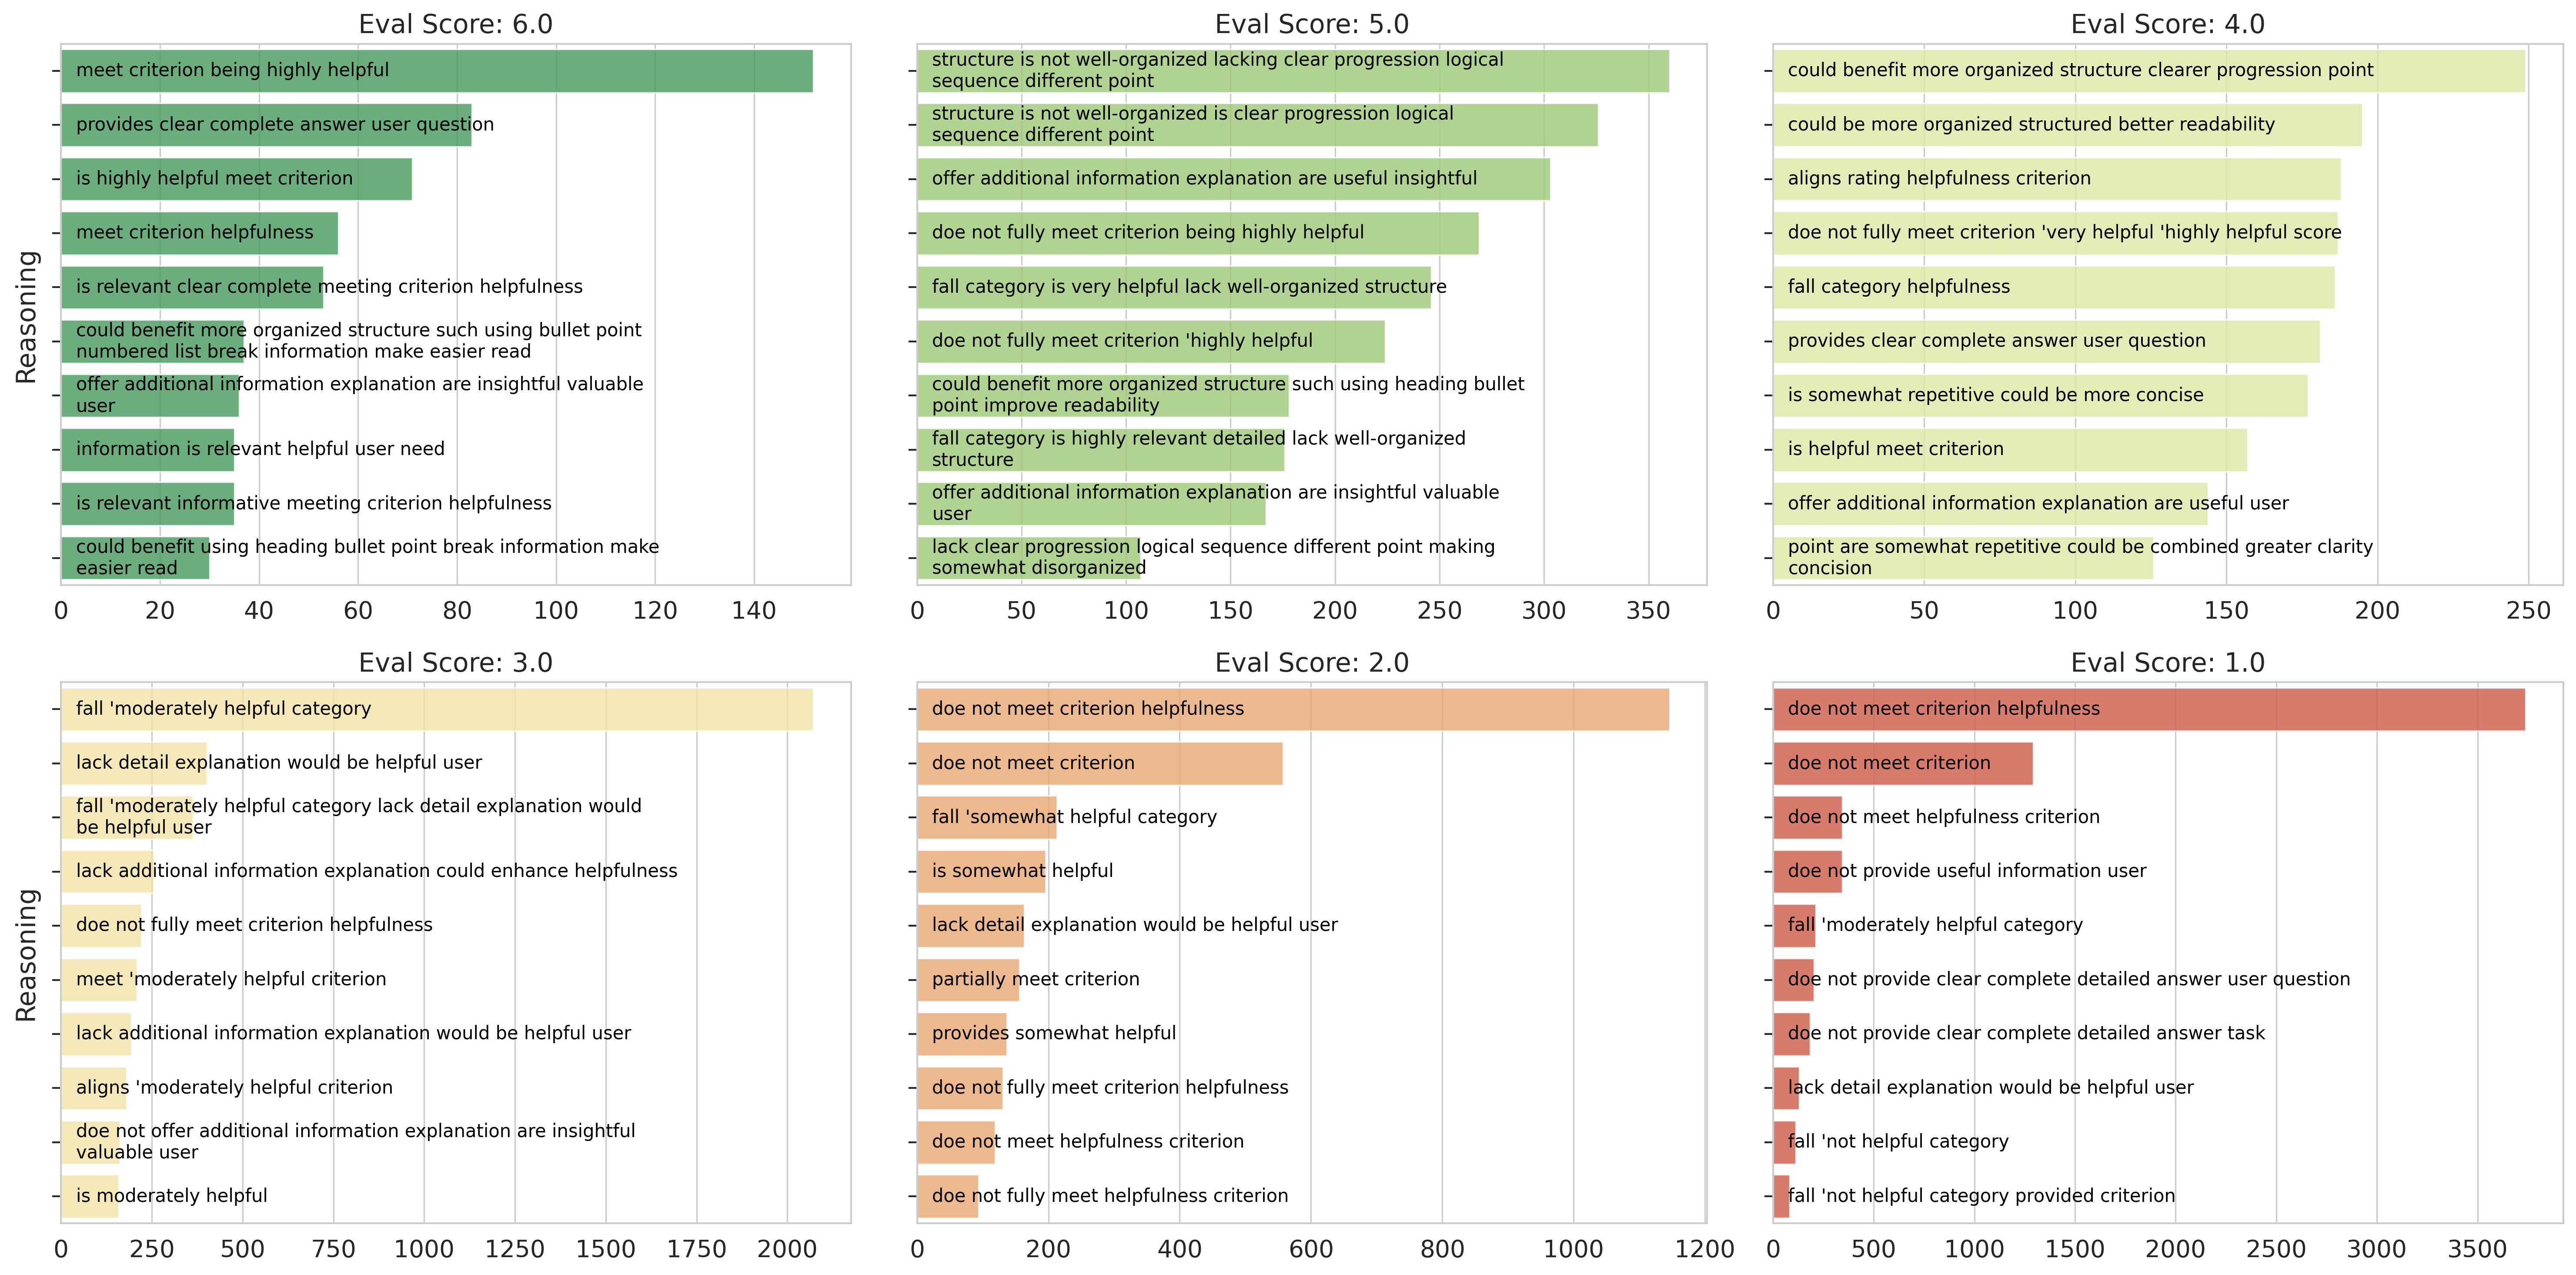 Eval Score: 6.0
Reasoning
meet criterion being highly helpful
provides clear complete answer user question
is highly helpful meet criterion
meet criterion helpfulness
is relevant clear complete meeting criterion helpfulness
could benefit more organized structure such using bullet point
numbered list break information make easier read
offer additional information explanation are insightful valuable
user
information is relevant helpful user need
is relevant informative meeting criterion helpfulness
could benefit using heading bullet point break information make
easier read
0 20 40 60 80 100 120 140
Eval Score: 5.0
structure is not well-organized lacking clear progression logical
sequence different point
structure is not well-organized is clear progression logical
sequence different point
offer additional information explanation are useful insightful
doe not fully meet criterion being highly helpful
fall category is very helpful lack well-organized structure
doe not fully meet criterion 'highly helpful
could benefit more organized structure such using heading bullet
point improve readability
fall category is highly relevant detailed lack well-organized
structure
offer additional information explanation are insightful valuable
user
lack clear progression logical sequence different point making
somewhat disorganized
0 50 100 150 200 250 300 350
Eval Score: 4.0
could benefit more organized structure clearer progression point
could be more organized structured better readability
aligns rating helpfulness criterion
doe not fully meet criterion 'very helpful 'highly helpful score
fall category helpfulness
provides clear complete answer user question
is somewhat repetitive could be more concise
is helpful meet criterion
offer additional information explanation are useful user
point are somewhat repetitive could be combined greater clarity
concision
0 50 100 150 200 250
Eval Score: 3.0
Reasoning
fall 'moderately helpful category
lack detail explanation would be helpful user
fall 'moderately helpful category lack detail explanation would
be helpful user
lack additional information explanation could enhance helpfulness
doe not fully meet criterion helpfulness
meet 'moderately helpful criterion
lack additional information explanation would be helpful user
aligns 'moderately helpful criterion
doe not offer additional information explanation are insightful
valuable user
is moderately helpful
0 250 500 750 1000 1250 1500 1750 2000
Eval Score: 2.0
doe not meet criterion helpfulness
doe not meet criterion
fall 'somewhat helpful category
is somewhat helpful
lack detail explanation would be helpful user
partially meet criterion
provides somewhat helpful
doe not fully meet criterion helpfulness
doe not meet helpfulness criterion
doe not fully meet helpfulness criterion
0 200 400 600 800 1000 1200
Eval Score: 1.0
doe not meet criterion helpfulness
doe not meet criterion
doe not meet helpfulness criterion
doe not provide useful information user
fall 'moderately helpful category
doe not provide clear complete detailed answer user question
doe not provide clear complete detailed answer task
lack detail explanation would be helpful user
fall 'not helpful category
fall 'not helpful category provided criterion
0 500 1000 1500 2000 2500 3000 3500